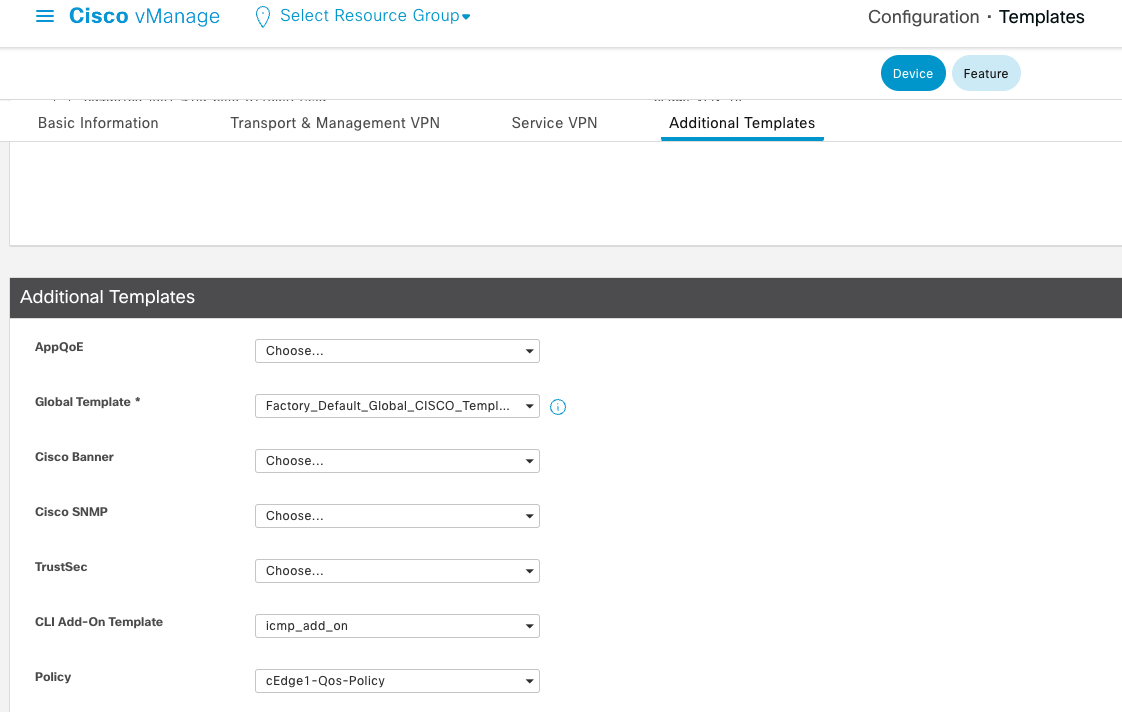 Cisco vManage Select Resource Group Configuration · Templates
Device Feature
Basic Information Transport & Management VPN Service VPN Additional Templates
Additional Templates
AppQoE Choose...
Global Template * Factory_Default_Global_CISCO_Templ...
Cisco Banner Choose...
Cisco SNMP Choose...
TrustSec Choose...
CLI Add-On Template icmp_add_on
Policy cEdge1-Qos-Policy